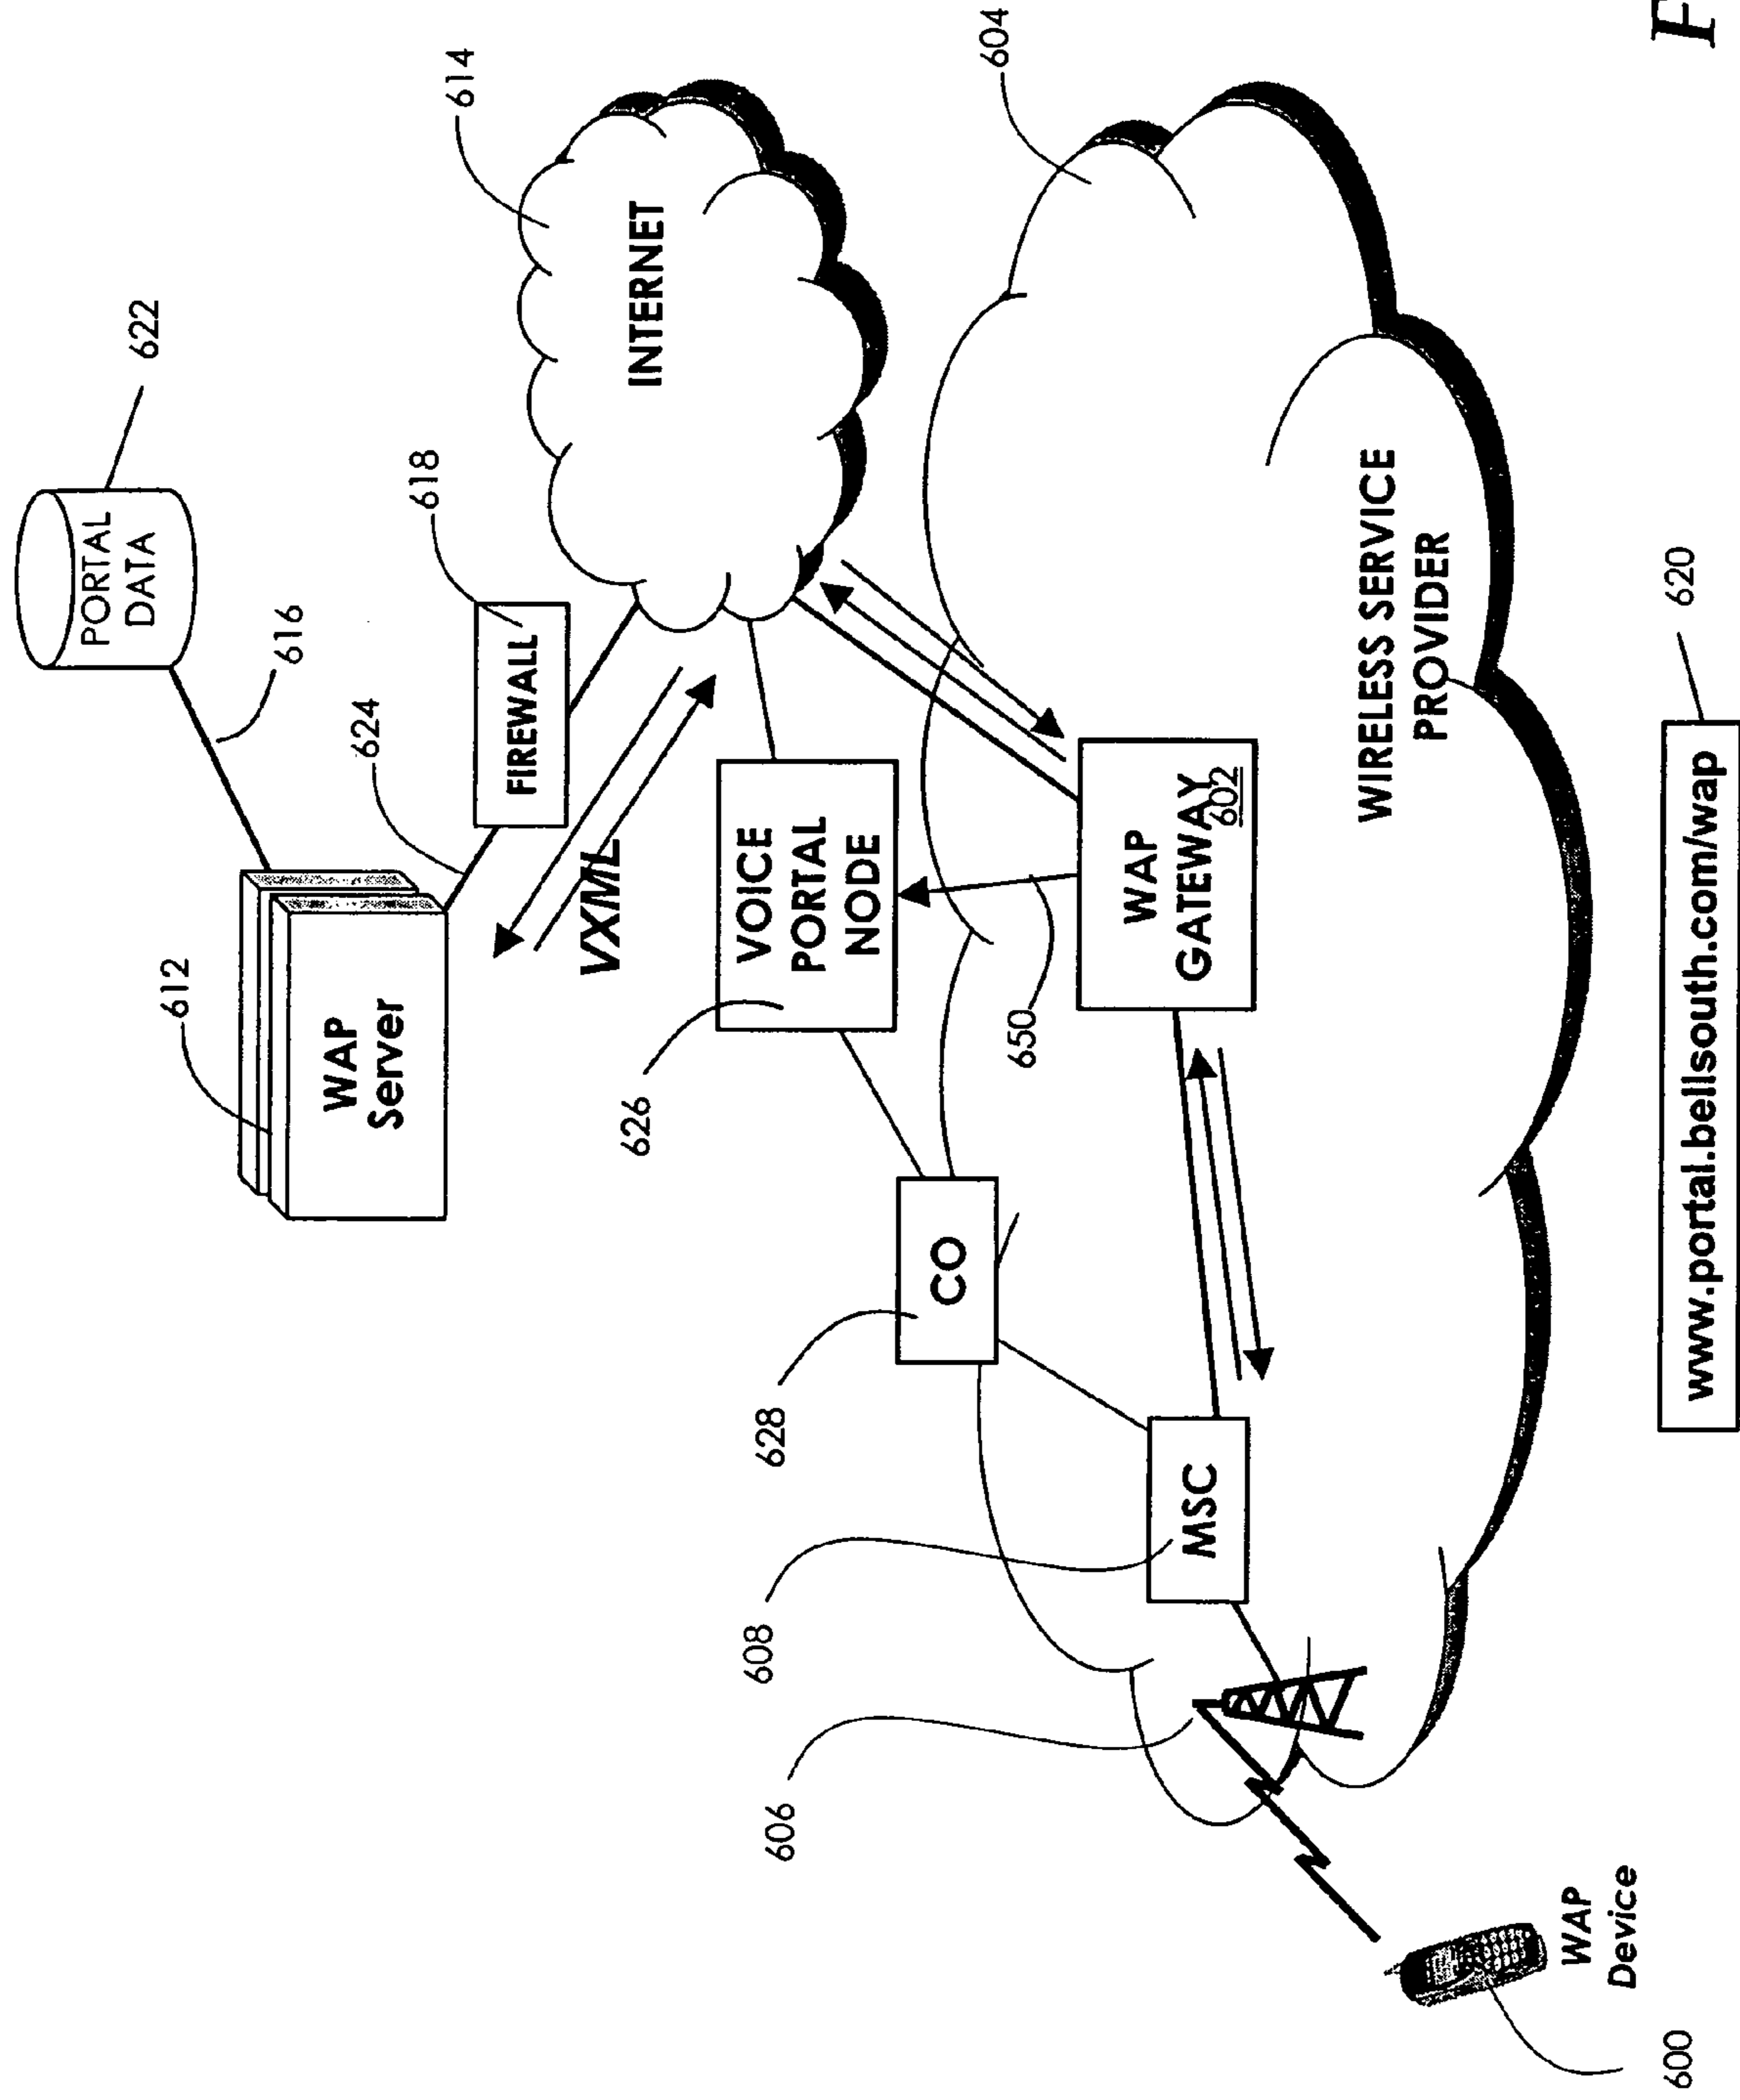 PORTAL
DATA
622
616
614
612
WAP
Server
624
FIREWALL
618
INTERNET
VXML
604
626
VOICE
PORTAL
NODE
628
CO
650
608
MSC
WAP
GATEWAY
602
606
WIRELESS SERVICE
PROVIDER
600
WAP
Device
www.portal.bellsouth.com/wap
620
F